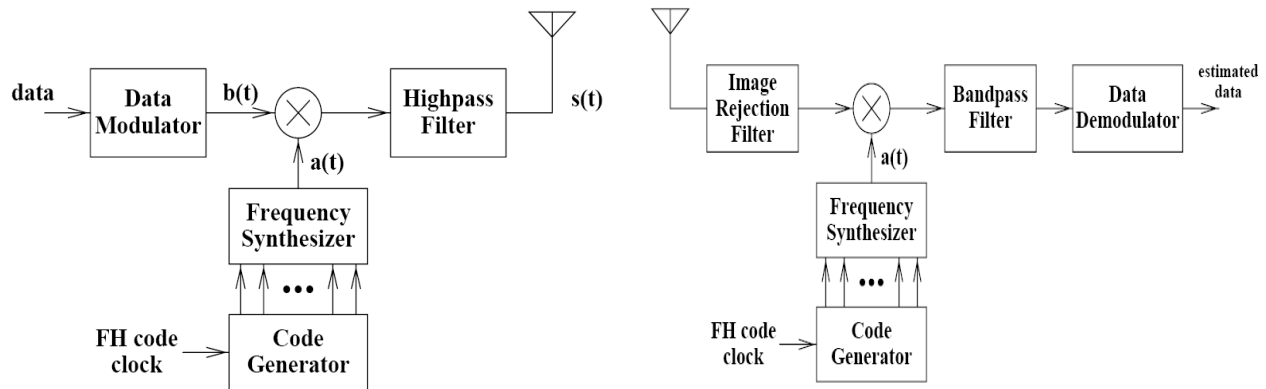 data
Data
Modulator
b(t)
Highpass
Filter
s(t)
a(t)
Frequency
Synthesizer
FH code
clock
Code
Generator
Image
Rejection
Filter
Bandpass
Filter
Data
Demodulator
estimated
data
a(t)
Frequency
Synthesizer
FH code
clock
Code
Generator